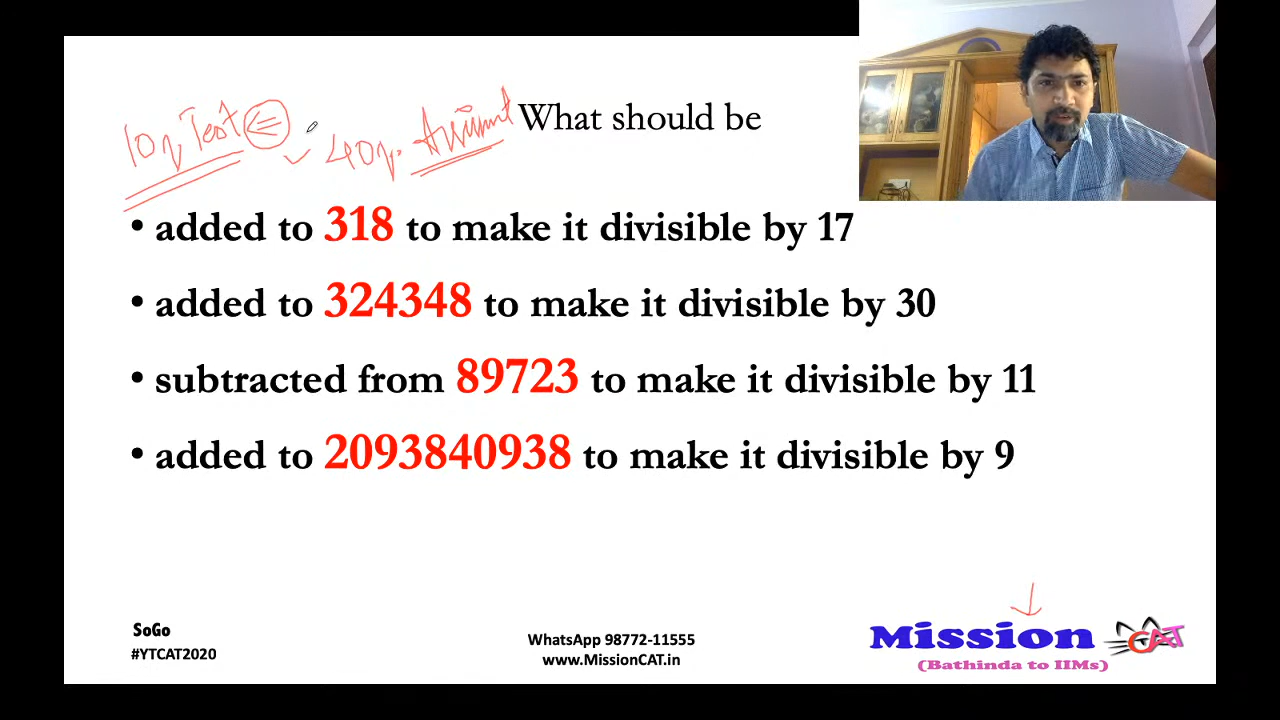 10 q Test What should be
40 q.
• added to 318 to make it divisible by 17
• added to 324348 to make it divisible by 30
• subtracted from 89723 to make it divisible by 11
• added to 2093840938 to make it divisible by 9
SoGo
#YTCAT2020
WhatsApp 98772-11555
www.MissionCAT.in
Mission CAT
(Bathinda to IIMs)